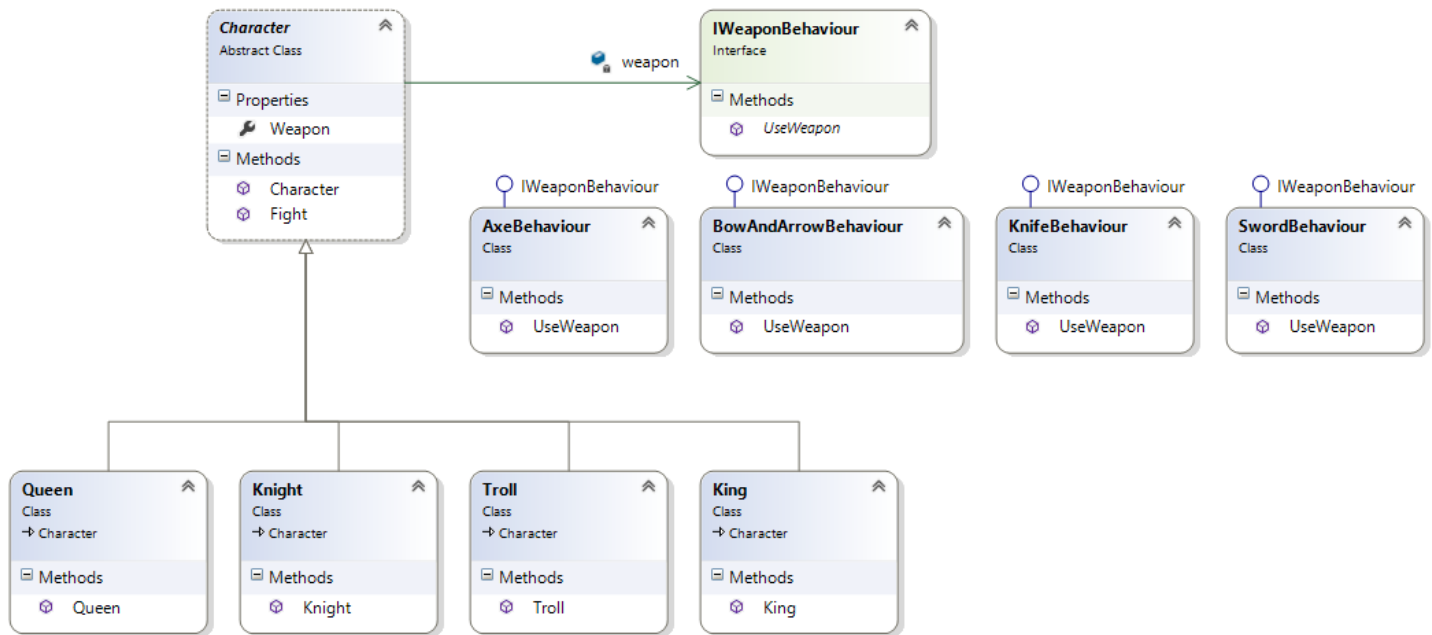 Character
Abstract Class
Properties
Weapon
Methods
Character
Fight
weapon
IWeaponBehaviour
Interface
Methods
UseWeapon
IWeaponBehaviour
AxeBehaviour
Class
Methods
UseWeapon
IWeaponBehaviour
BowAndArrowBehaviour
Class
Methods
UseWeapon
IWeaponBehaviour
KnifeBehaviour
Class
Methods
UseWeapon
IWeaponBehaviour
SwordBehaviour
Class
Methods
UseWeapon
Queen
Class
Character
Methods
Queen
Knight
Class
Character
Methods
Knight
Troll
Class
Character
Methods
Troll
King
Class
Character
Methods
King